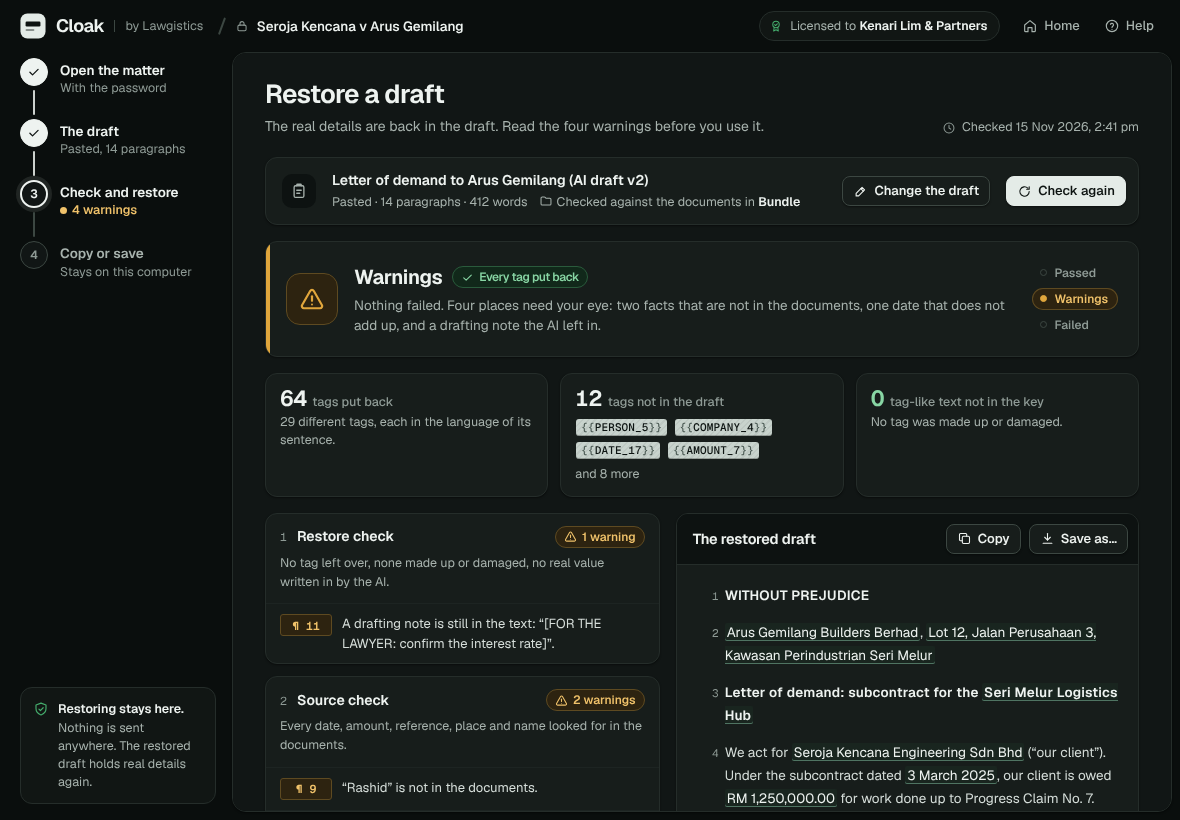 Cloak
by Lawgistics
/
Seroja Kencana v Arus Gemilang
Licensed to Kenari Lim & Partners
Home
Help
Open the matter
With the password
The draft
Pasted, 14 paragraphs
3
Check and restore
4 warnings
4
Copy or save
Stays on this computer
Restoring stays here.
Nothing is sent
anywhere. The restored
draft holds real details
again.
Restore a draft
The real details are back in the draft. Read the four warnings before you use it.
Checked 15 Nov 2026, 2:41 pm
Letter of demand to Arus Gemilang (AI draft v2)
Pasted · 14 paragraphs · 412 words
Checked against the documents in Bundle
Change the draft
Check again
Warnings
Every tag put back
Nothing failed. Four places need your eye: two facts that are not in the documents, one date that does not
add up, and a drafting note the AI left in.
Passed
Warnings
Failed
64 tags put back
29 different tags, each in the language of its
sentence.
12 tags not in the draft
{{PERSON_5}} {{COMPANY_4}}
{{DATE_17}} {{AMOUNT_7}}
and 8 more
0 tag-like text not in the key
No tag was made up or damaged.
1 Restore check
1 warning
No tag left over, none made up or damaged, no real value
written in by the AI.
¶ 11
A drafting note is still in the text: “[FOR THE
LAWYER: confirm the interest rate]”.
2 Source check
2 warnings
Every date, amount, reference, place and name looked for in the
documents.
¶ 9
“Rashid” is not in the documents.
The restored draft
Copy
Save as…
1 WITHOUT PREJUDICE
2 Arus Gemilang Builders Berhad, Lot 12, Jalan Perusahaan 3,
Kawasan Perindustrian Seri Melur
3 Letter of demand: subcontract for the Seri Melur Logistics
Hub
4 We act for Seroja Kencana Engineering Sdn Bhd (“our client”).
Under the subcontract dated 3 March 2025, our client is owed
RM 1,250,000.00 for work done up to Progress Claim No. 7.